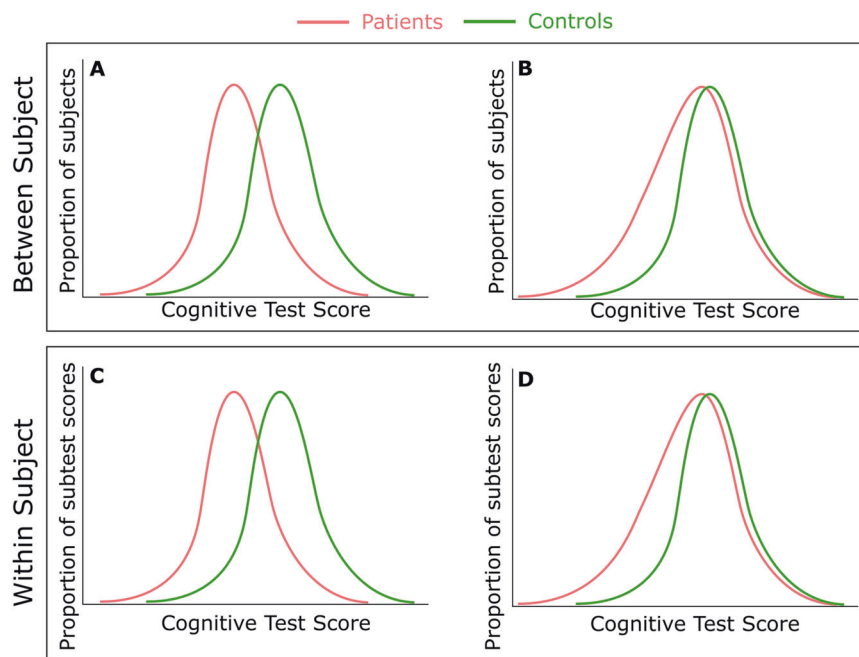 Patients Controls
Between Subject
A
Proportion of subjects
Cognitive Test Score
B
Proportion of subjects
Cognitive Test Score
Within Subject
C
Proportion of subtest scores
Cognitive Test Score
D
Proportion of subtest scores
Cognitive Test Score